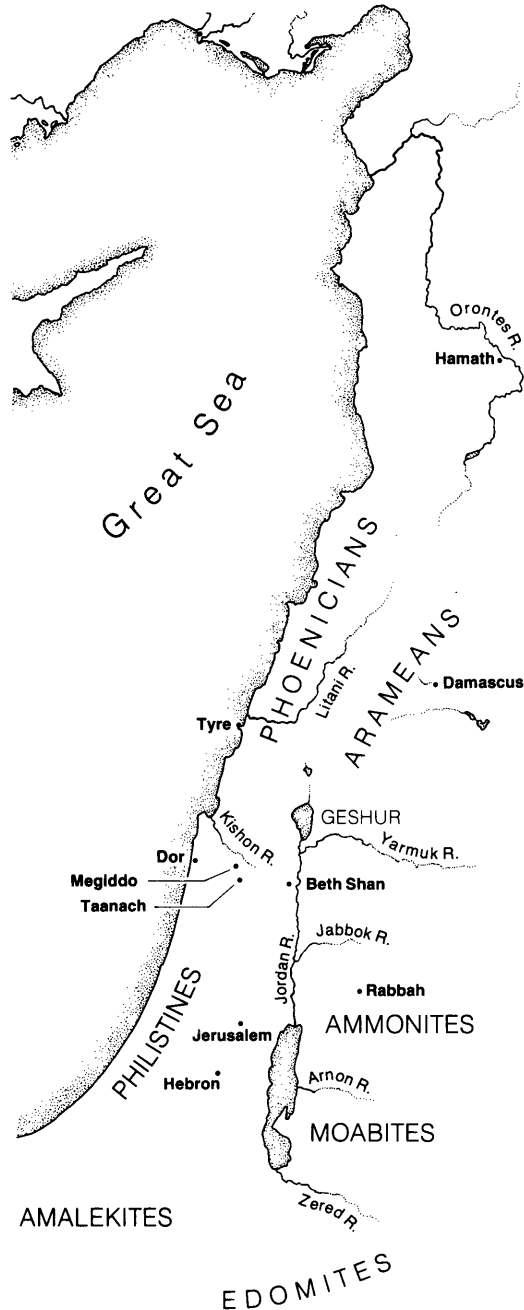 Orontes R.
Hamath
Great Sea
PHOENICIANS
ARAMEANS
Litani R.
Damascus
Tyre
GESHUR
Kishon R.
Yarmuk R.
Dor
Megiddo
Beth Shan
Taanach
Jabbok R.
Jordan R.
Rabbah
PHILISTINES
Jerusalem
AMMONITES
Hebron
Arnon R.
MOABITES
Zered R.
AMALEKITES
EDOMITES